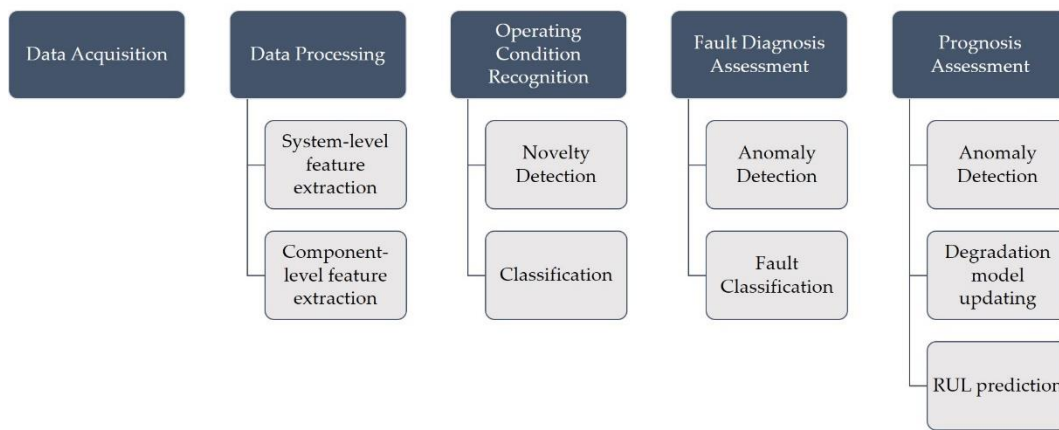 Data Acquisition
Data Processing
System-level
feature
extraction
Component-
level feature
extraction
Operating
Condition
Recognition
Novelty
Detection
Classification
Fault Diagnosis
Assessment
Anomaly
Detection
Fault
Classification
Prognosis
Assessment
Anomaly
Detection
Degradation
model
updating
RUL prediction